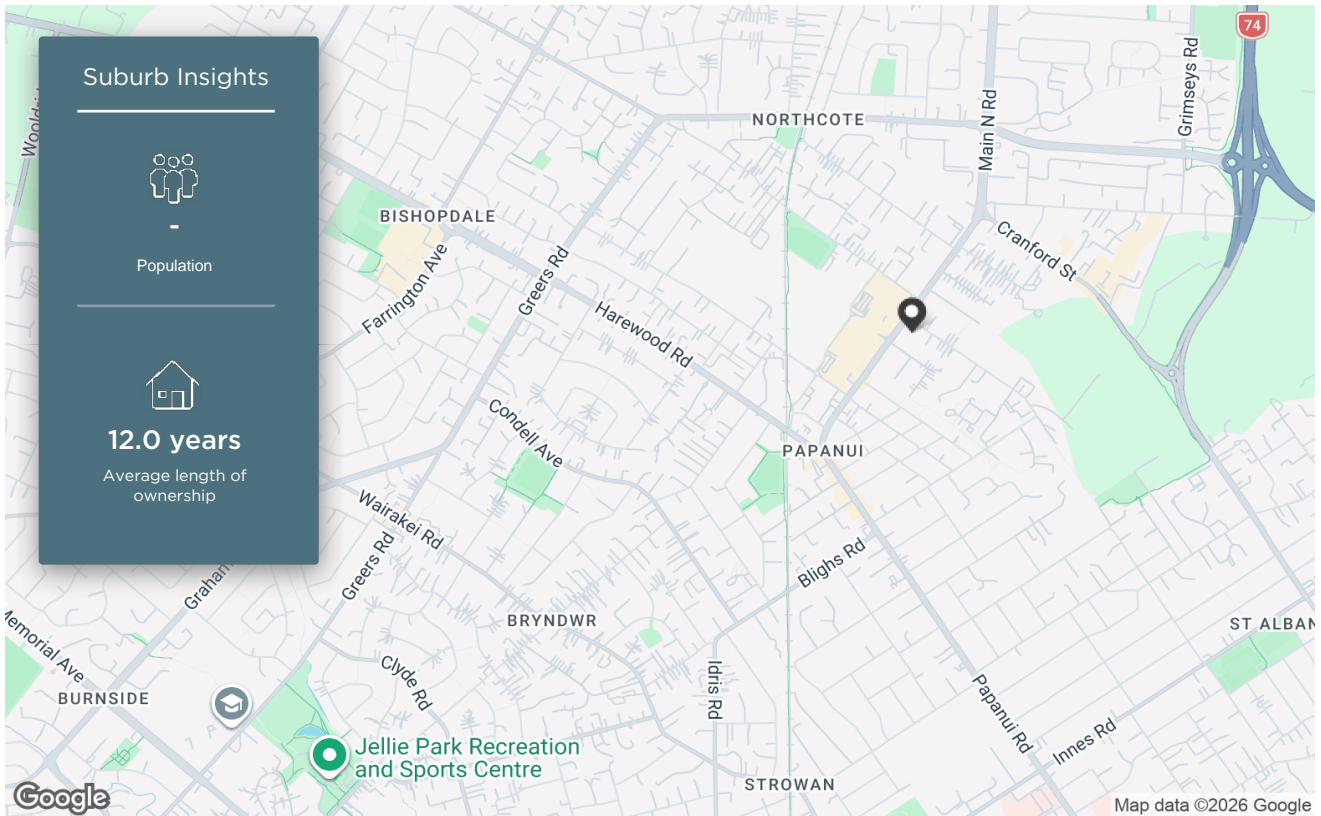 Suburb Insights
-
Population
12.0 years
Average length of
ownership
74
Grimseys Rd
NORTHCOTE
Main N Rd
BISHOPDALE
Cranford St
Farrington Ave
Greers Rd
Harewood Rd
Condell Ave
PAPANUI
Wairakei Rd
Greers Rd
Blighs Rd
Graham
BRYNDWR
ST ALBAN
Memorial Ave
Clyde Rd
Idris Rd
BURNSIDE
Papanui Rd
Innes Rd
Jellie Park Recreation
and Sports Centre
STROWAN
Google
Map data ©2026 Google